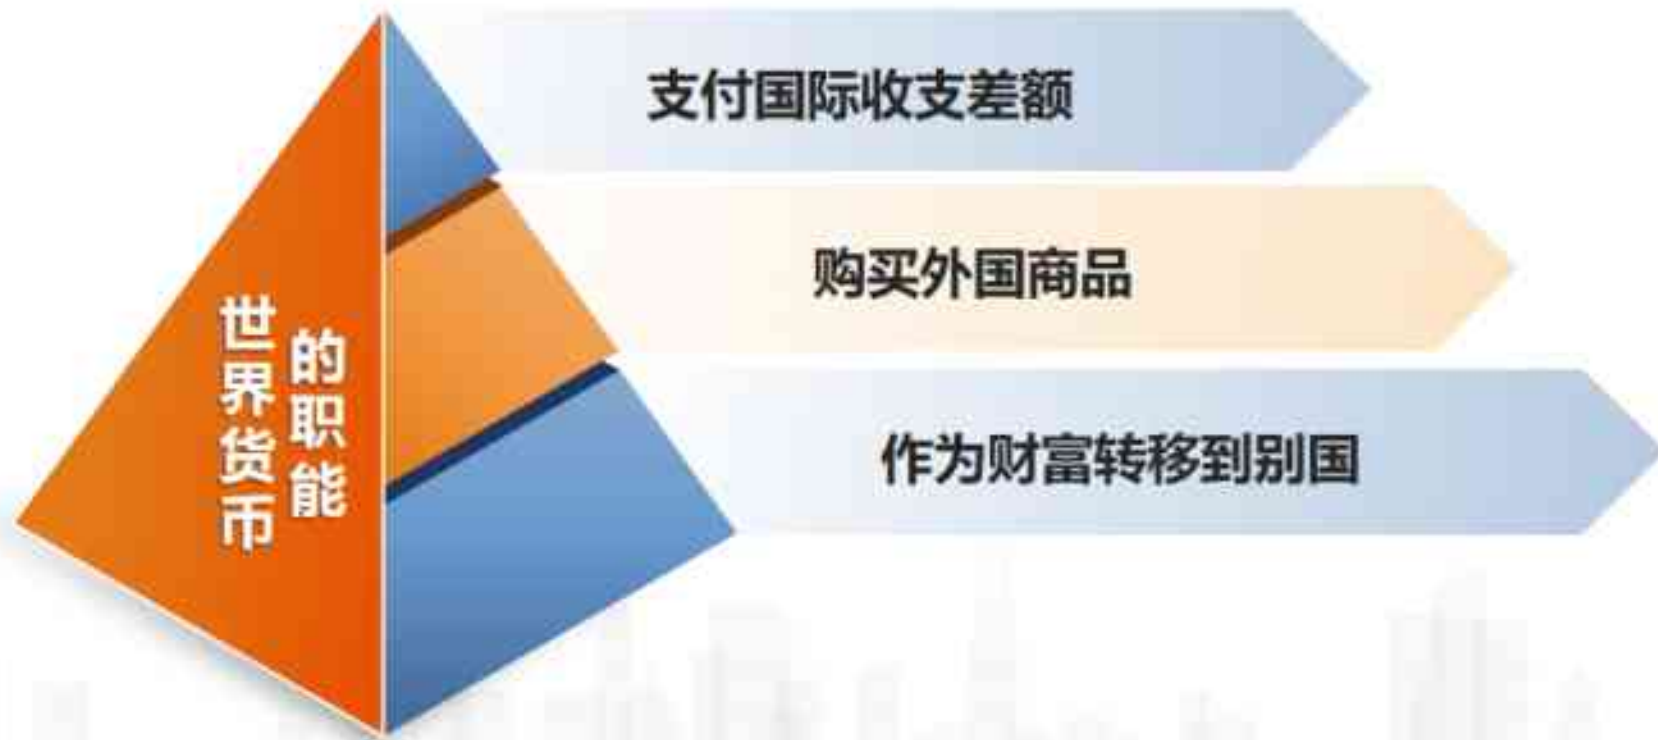 世界货币
的职能
支付国际收支差额
购买外国商品
作为财富转移到别国